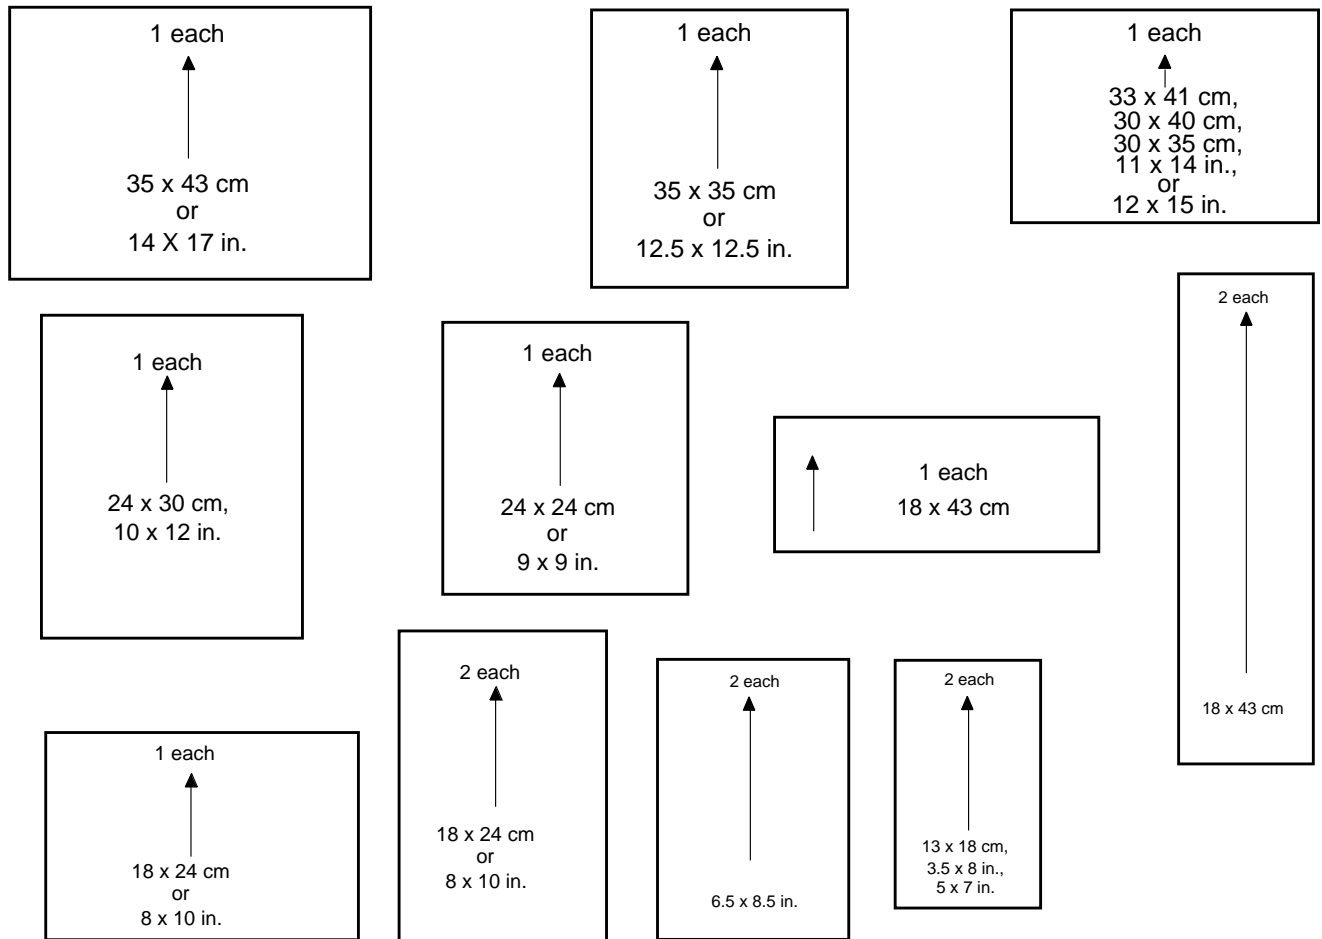 1 each
35 x 43 cm
or
14 X 17 in.
1 each
35 x 35 cm
or
12.5 x 12.5 in.
1 each
33 x 41 cm,
30 x 40 cm,
30 x 35 cm,
11 x 14 in.,
or
12 x 15 in.
1 each
24 x 30 cm,
10 x 12 in.
1 each
24 x 24 cm
or
9 x 9 in.
1 each
18 x 43 cm
2 each
18 x 43 cm
1 each
18 x 24 cm
or
8 x 10 in.
2 each
18 x 24 cm
or
8 x 10 in.
2 each
6.5 x 8.5 in.
2 each
13 x 18 cm,
3.5 x 8 in.,
5 x 7 in.